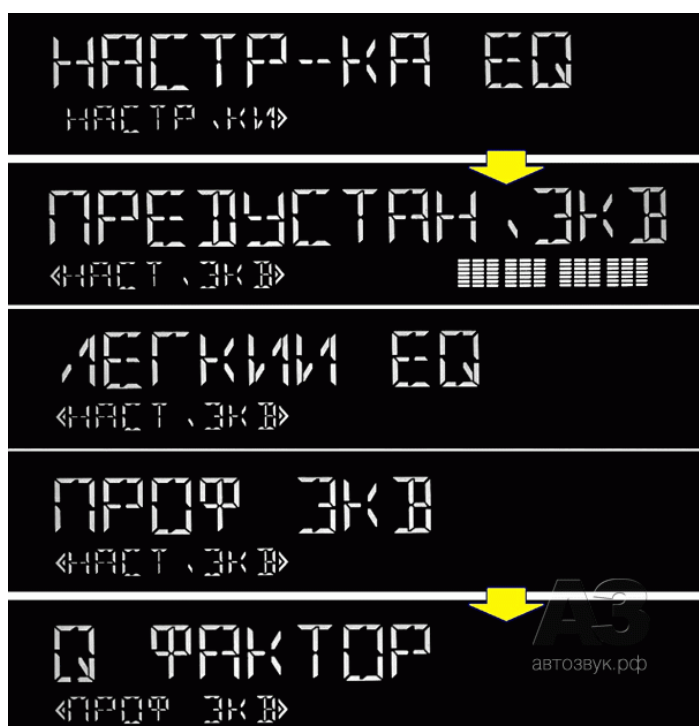 НАСТР-КА EQ
НАСТР.КИ»
ПРЕДУСТАН.ЭКВ
«НАСТ.ЭКВ»
ЛЕГКИИ EQ
«НАСТ.ЭКВ»
ПРОФ ЭКВ
«НАСТ.ЭКВ»
АЗ
Q ФАКТОР
автозвук.рф
«ПРОФ ЭКВ»